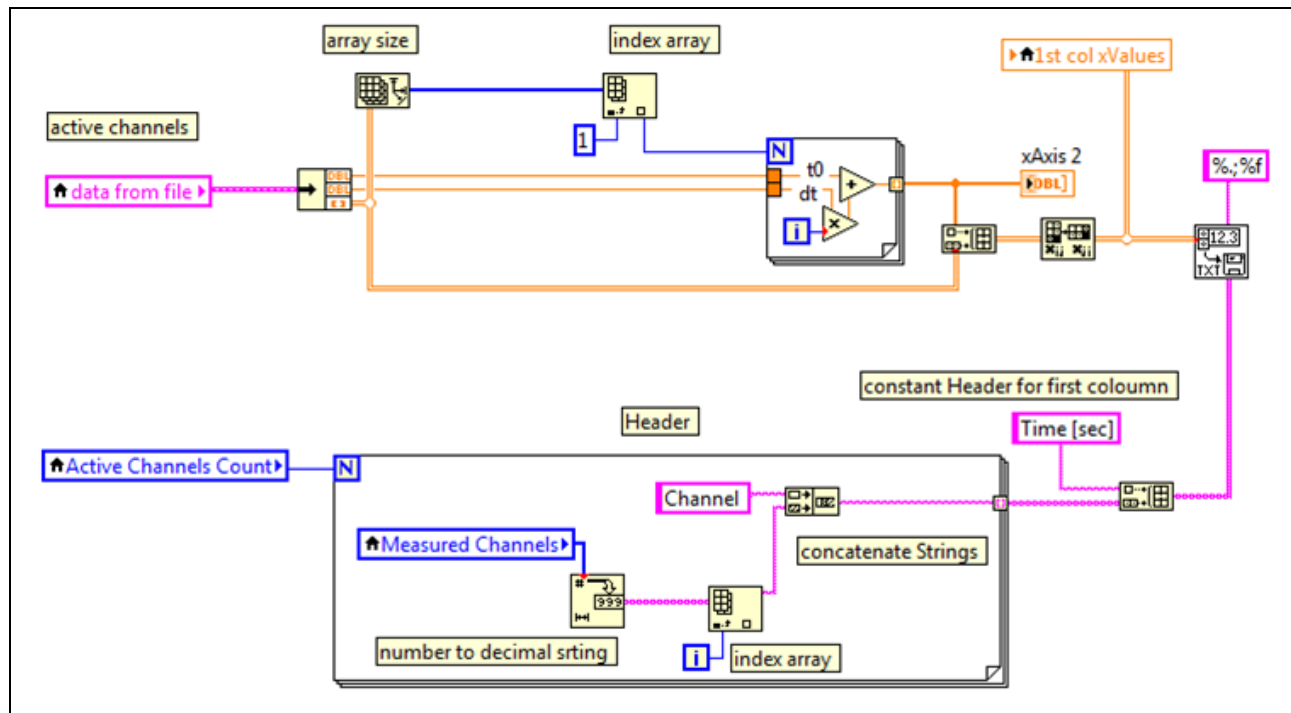 array size
index array
1st col xValues
active channels
1
N
xAxis 2
%.;%f
data from file
DBL
DBL
t0
+
DBL]
dt
i
x
12.3
TXT
constant Header for first coloumn
Header
Time [sec]
Active Channels Count
N
Channel
Measured Channels
concatenate Strings
#
999
number to decimal srting
i
index array